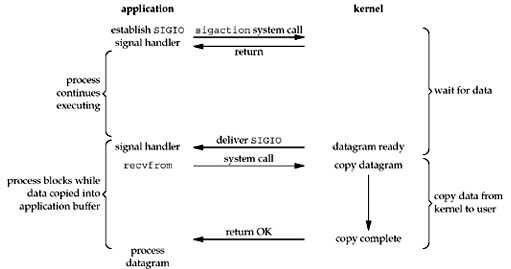 application
kernel
establish SIGIO
sigaction system call
signal handler
return
process
continues
executing
wait for data
deliver SIGIO
signal handler
datagram ready
system call
recvfrom
copy datagram
process blocks while
data copied into
application buffer
copy data from
kernel to user
return OK
copy complete
process
datagram